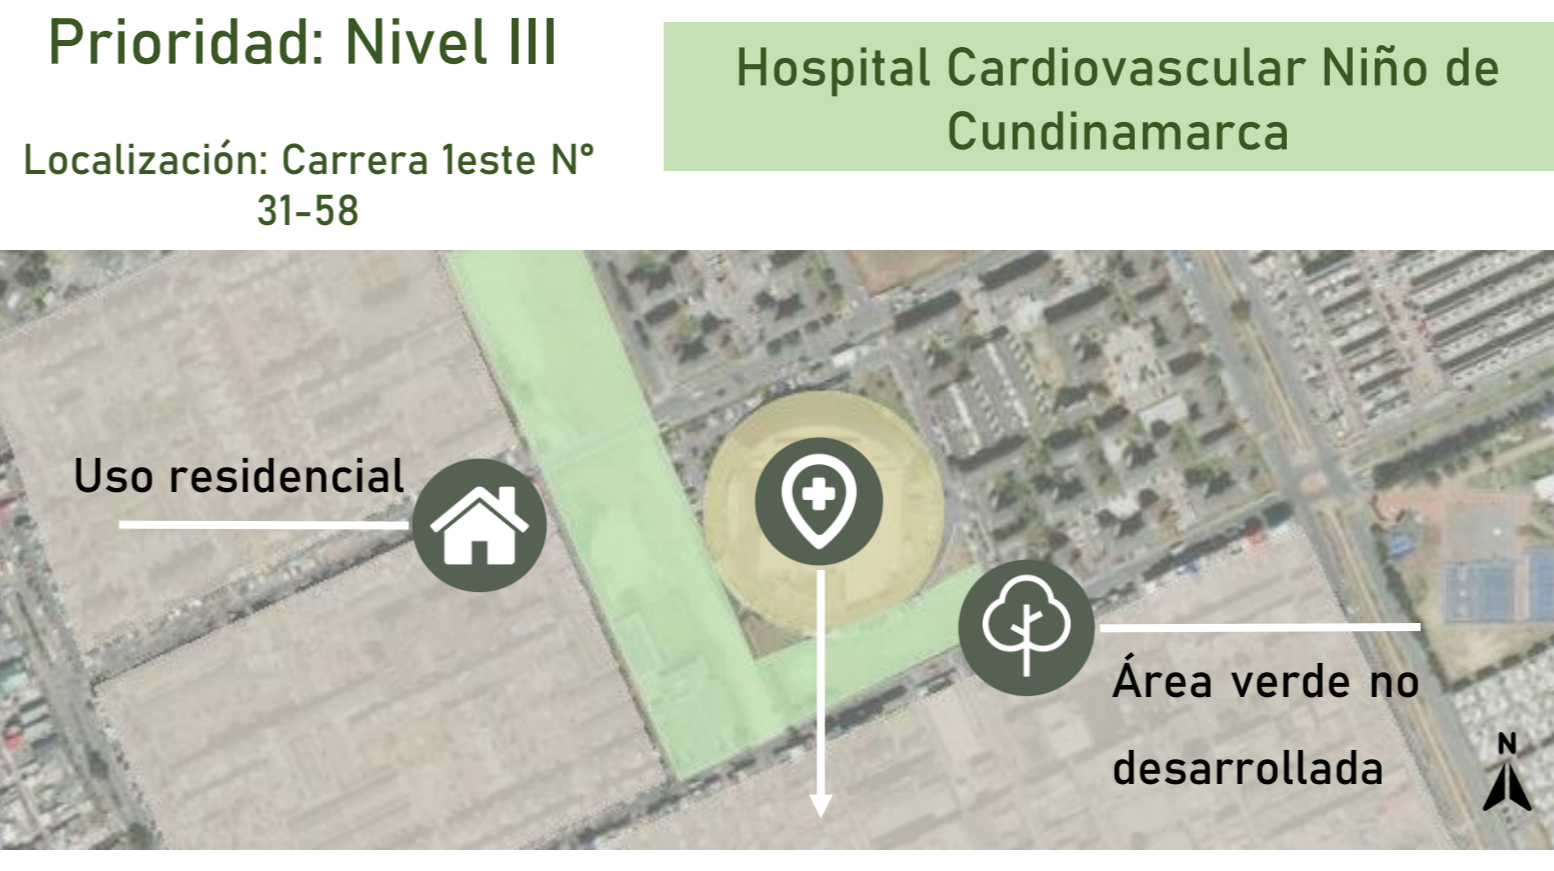 Prioridad: Nivel III
Localización: Carrera 1este N°
31-58
Hospital Cardiovascular Niño de
Cundinamarca
Uso residencial
Área verde no
desarrollada
N